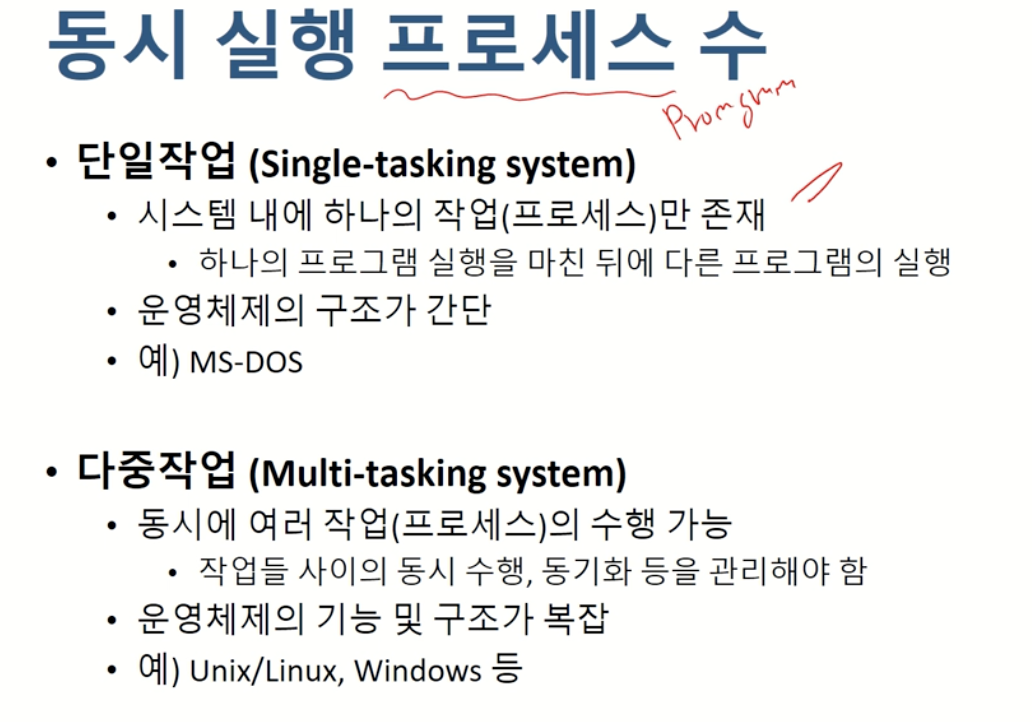 동시 실행 프로세스 수
Program
• 단일작업 (Single-tasking system)
• 시스템 내에 하나의 작업(프로세스)만 존재
• 하나의 프로그램 실행을 마친 뒤에 다른 프로그램의 실행
• 운영체제의 구조가 간단
• 예) MS-DOS
• 다중작업 (Multi-tasking system)
• 동시에 여러 작업(프로세스)의 수행 가능
• 작업들 사이의 동시 수행, 동기화 등을 관리해야 함
• 운영체제의 기능 및 구조가 복잡
• 예) Unix/Linux, Windows 등